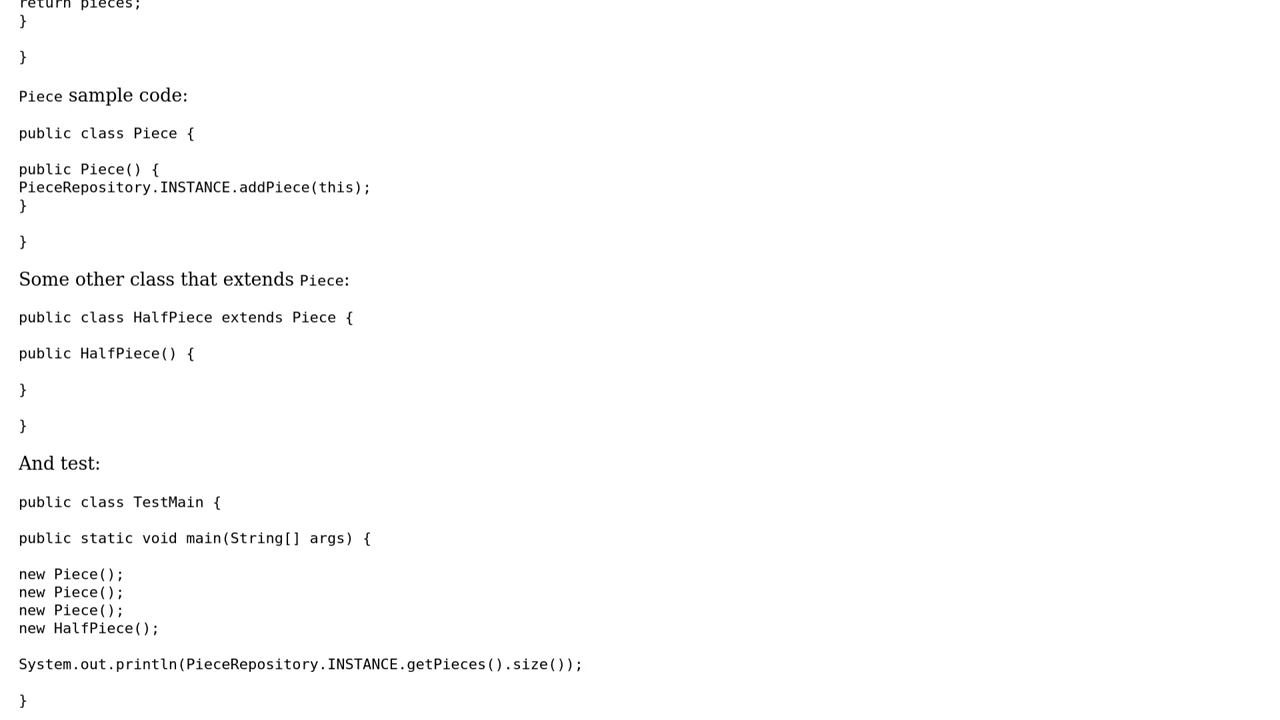 return pieces;
}
}
Piece sample code:
public class Piece {
public Piece() {
PieceRepository.INSTANCE.addPiece(this);
}
}
Some other class that extends Piece:
public class HalfPiece extends Piece {
public HalfPiece() {
}
}
And test:
public class TestMain {
public static void main(String[] args) {
new Piece();
new Piece();
new Piece();
new HalfPiece();
System.out.println(PieceRepository.INSTANCE.getPieces().size());
}